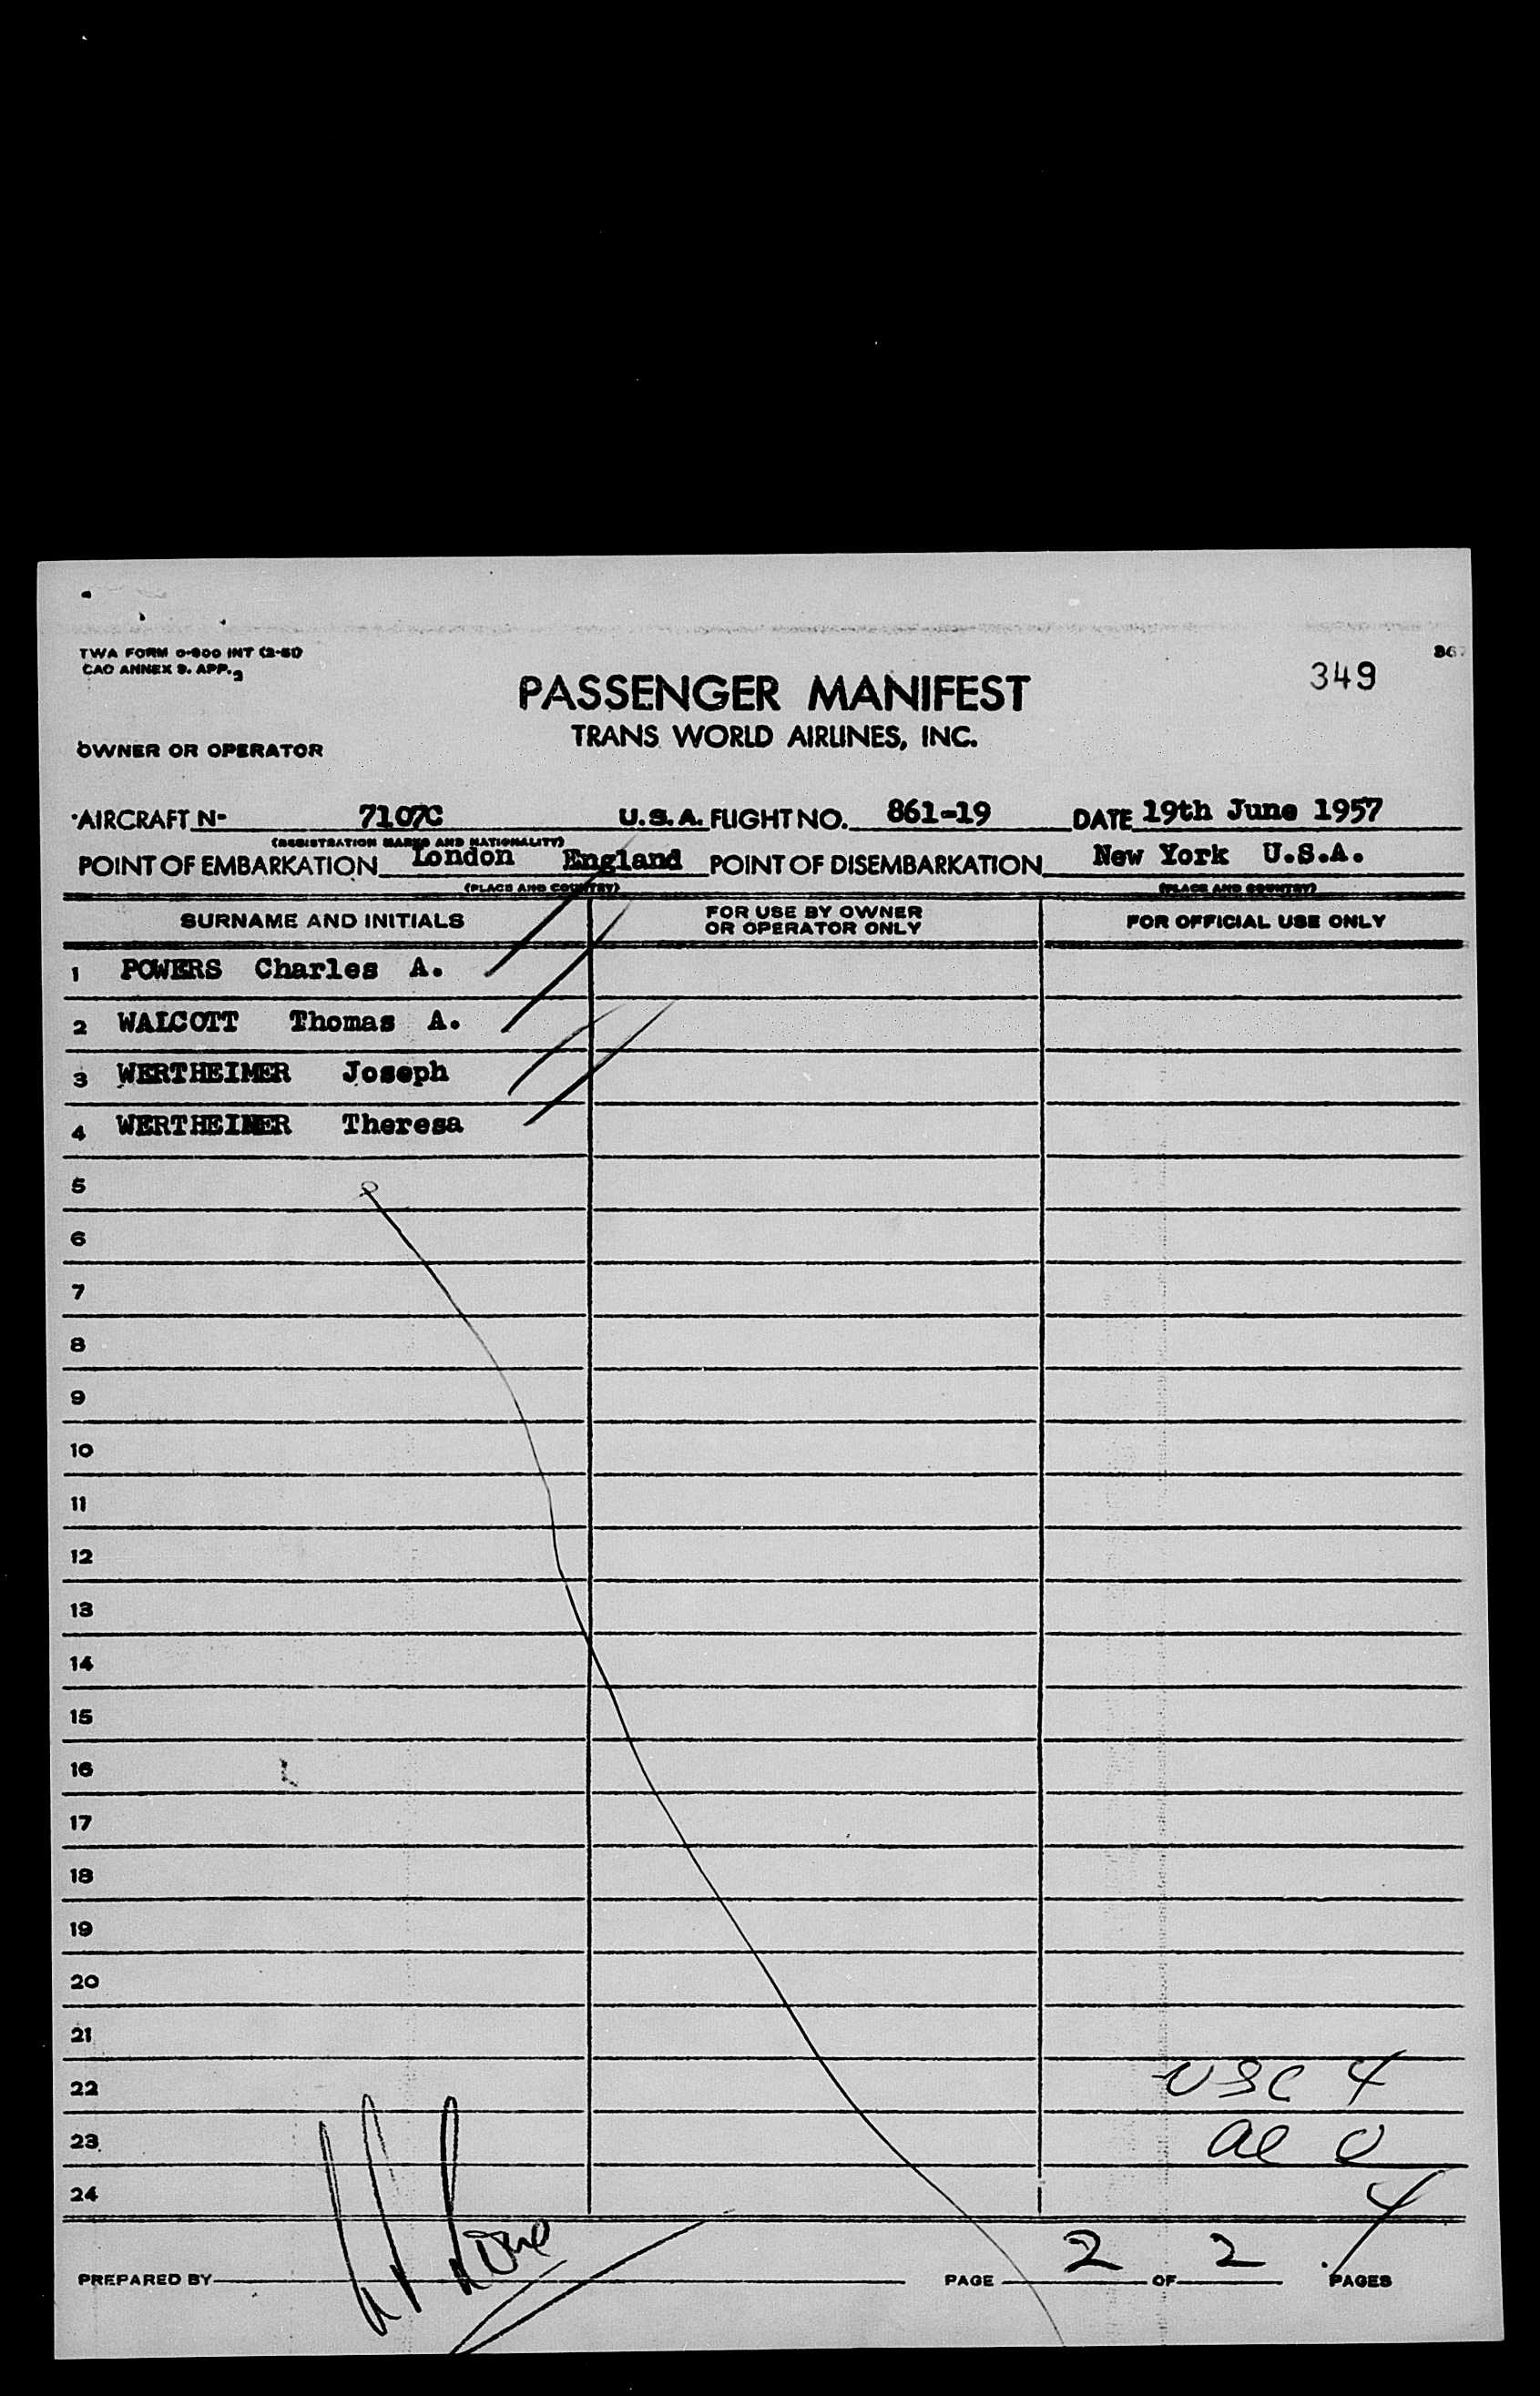 TWA FORM 0-800 INT (2-51)
CAO ANNEX 9. APP. 2
349
867
PASSENGER MANIFEST
TRANS WORLD AIRLINES, INC.
OWNER OR OPERATOR
AIRCRAFT N- 7107C U.S.A. FLIGHT NO. 861-19 DATE 19th June 1957
(REGISTRATION MARKS AND NATIONALITY)
POINT OF EMBARKATION London England POINT OF DISEMBARKATION New York U.S.A.
(PLACE AND COUNTRY) (PLACE AND COUNTRY)
SURNAME AND INITIALS
FOR USE BY OWNER
OR OPERATOR ONLY
FOR OFFICIAL USE ONLY
1 POWERS Charles A.
2 WALCOTT Thomas A.
3 WERTHEIMER Joseph
4 WERTHEIMER Theresa
5
6
7
8
9
10
11
12
13
14
15
16
17
18
19
20
21
22 USC 4
23 al 0
24 4
PREPARED BY PAGE 2 OF 2 PAGES